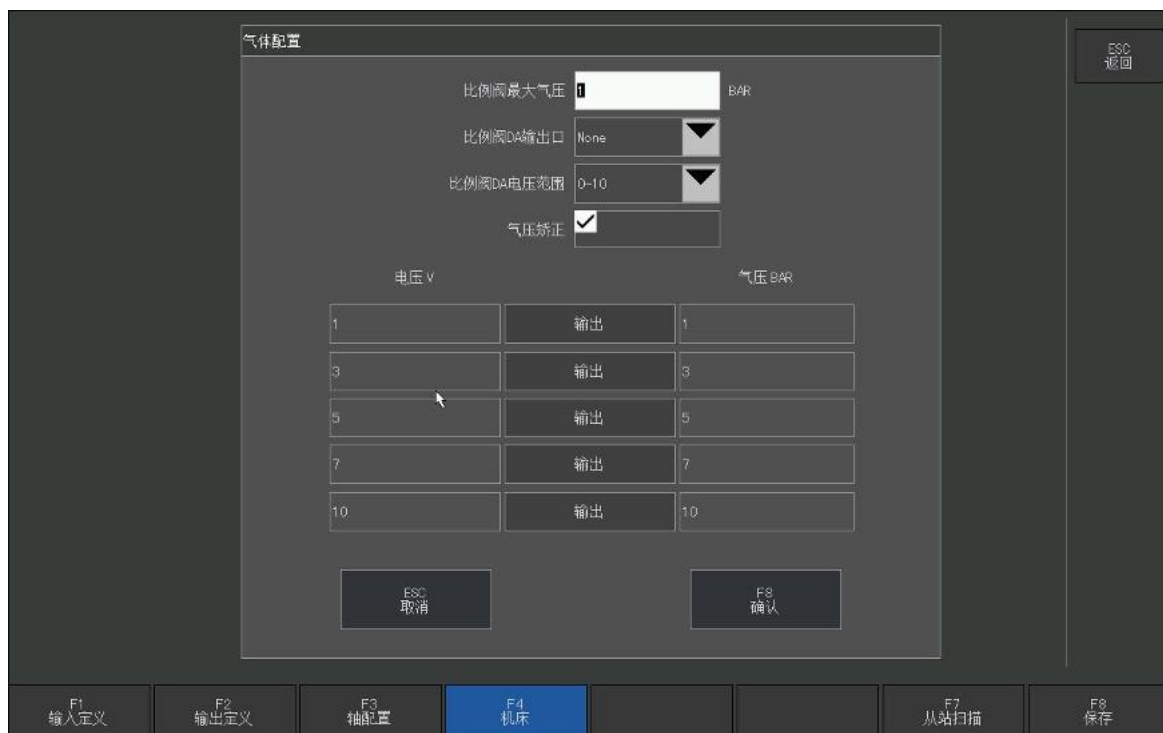 气体配置
ESC
返回
比例阀最大气压 1 BAR
比例阀DA输出口 None
比例阀DA电压范围 0-10
气压矫正
电压 V 气压 BAR
1 输出 1
3 输出 3
5 输出 5
7 输出 7
10 输出 10
ESC
取消
F8
确认
F1
输入定义
F2
输出定义
F3
轴配置
F4
机床
F7
从站扫描
F8
保存